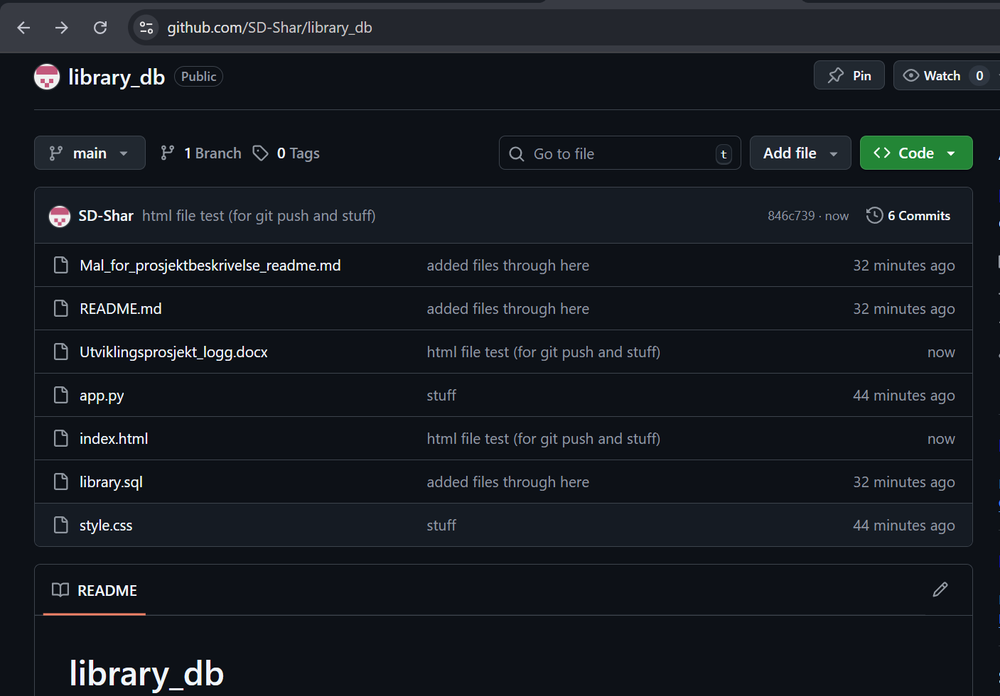 github.com/SD-Shar/library_db
library_db Public Pin Watch 0
main 1 Branch 0 Tags Go to file t Add file Code
SD-Shar html file test (for git push and stuff) 846c739 · now 6 Commits
Mal_for_prosjektbeskrivelse_readme.md added files through here 32 minutes ago
README.md added files through here 32 minutes ago
Utviklingsprosjekt_logg.docx html file test (for git push and stuff) now
app.py stuff 44 minutes ago
index.html html file test (for git push and stuff) now
library.sql added files through here 32 minutes ago
style.css stuff 44 minutes ago
README
library_db